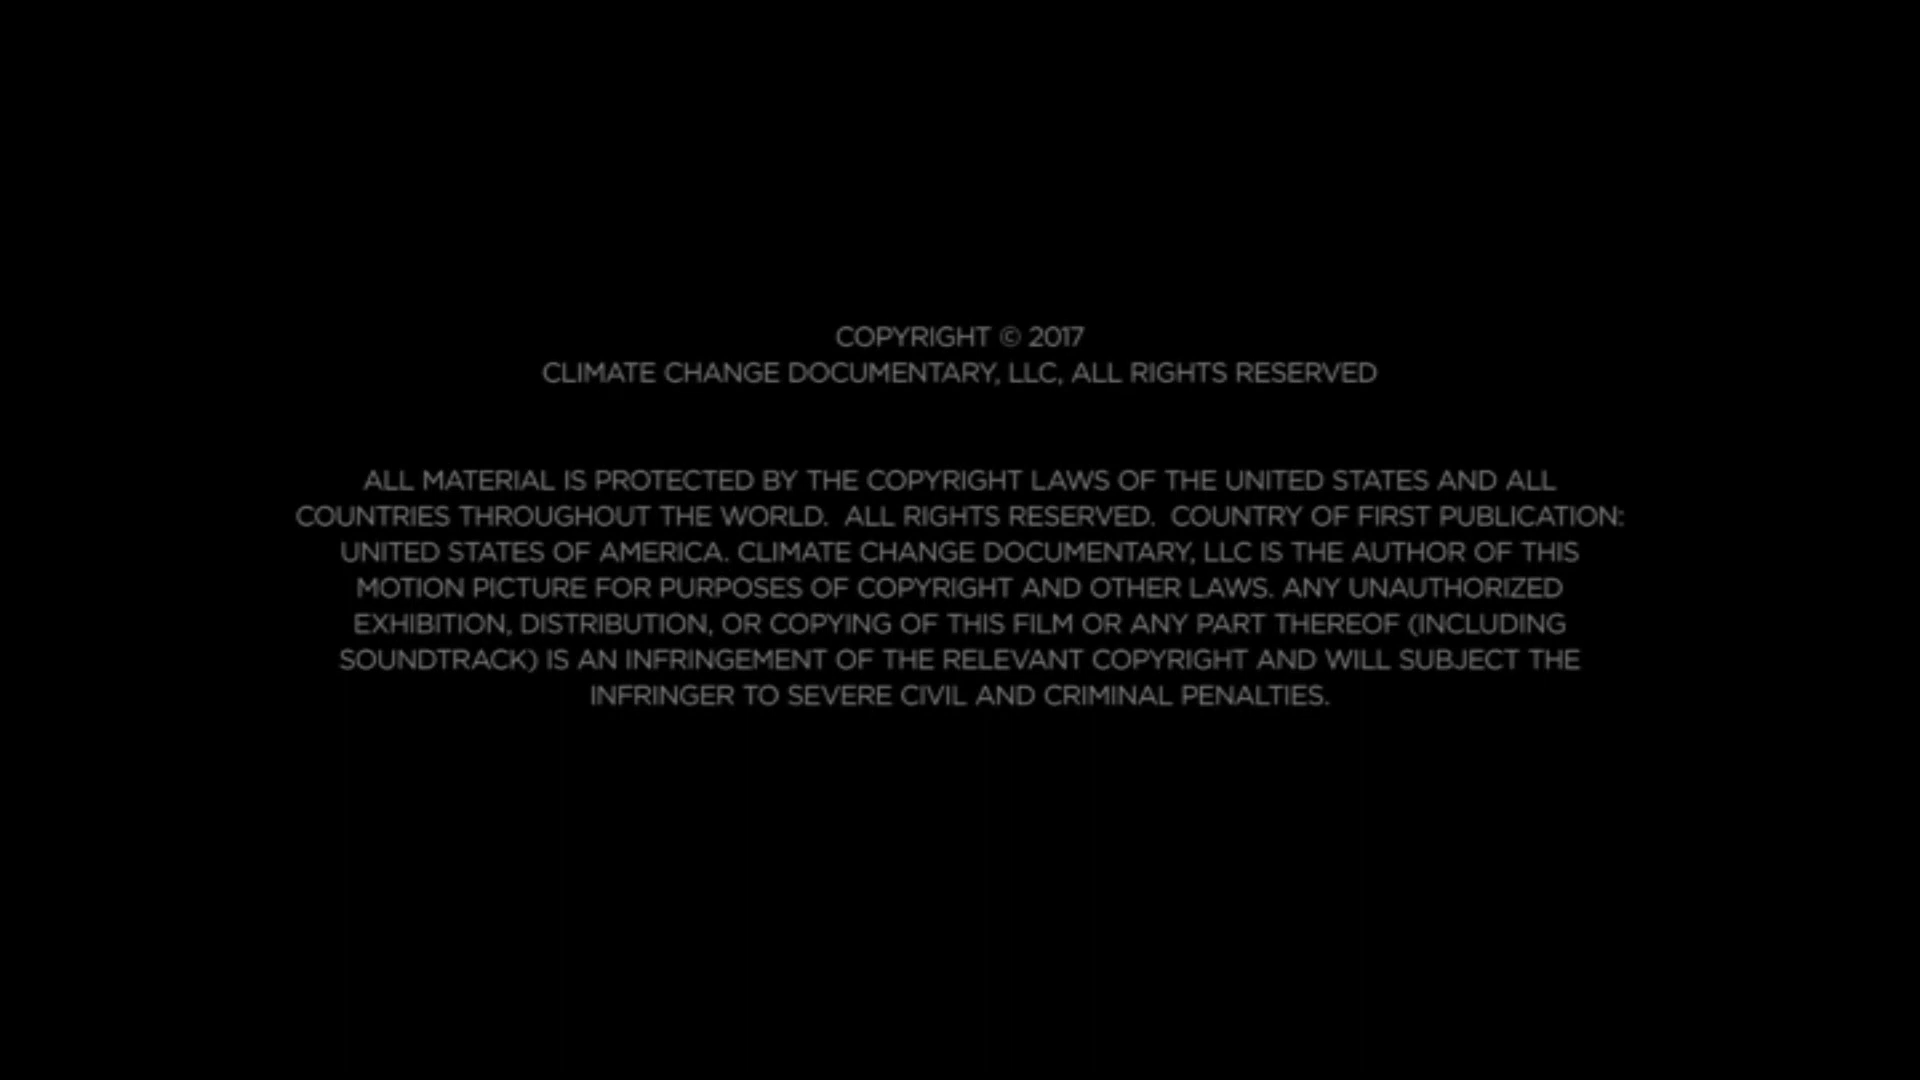 COPYRIGHT © 2017
CLIMATE CHANGE DOCUMENTARY, LLC, ALL RIGHTS RESERVED
ALL MATERIAL IS PROTECTED BY THE COPYRIGHT LAWS OF THE UNITED STATES AND ALL
COUNTRIES THROUGHOUT THE WORLD.  ALL RIGHTS RESERVED.  COUNTRY OF FIRST PUBLICATION:
UNITED STATES OF AMERICA. CLIMATE CHANGE DOCUMENTARY, LLC IS THE AUTHOR OF THIS
MOTION PICTURE FOR PURPOSES OF COPYRIGHT AND OTHER LAWS. ANY UNAUTHORIZED
EXHIBITION, DISTRIBUTION, OR COPYING OF THIS FILM OR ANY PART THEREOF (INCLUDING
SOUNDTRACK) IS AN INFRINGEMENT OF THE RELEVANT COPYRIGHT AND WILL SUBJECT THE
INFRINGER TO SEVERE CIVIL AND CRIMINAL PENALTIES.